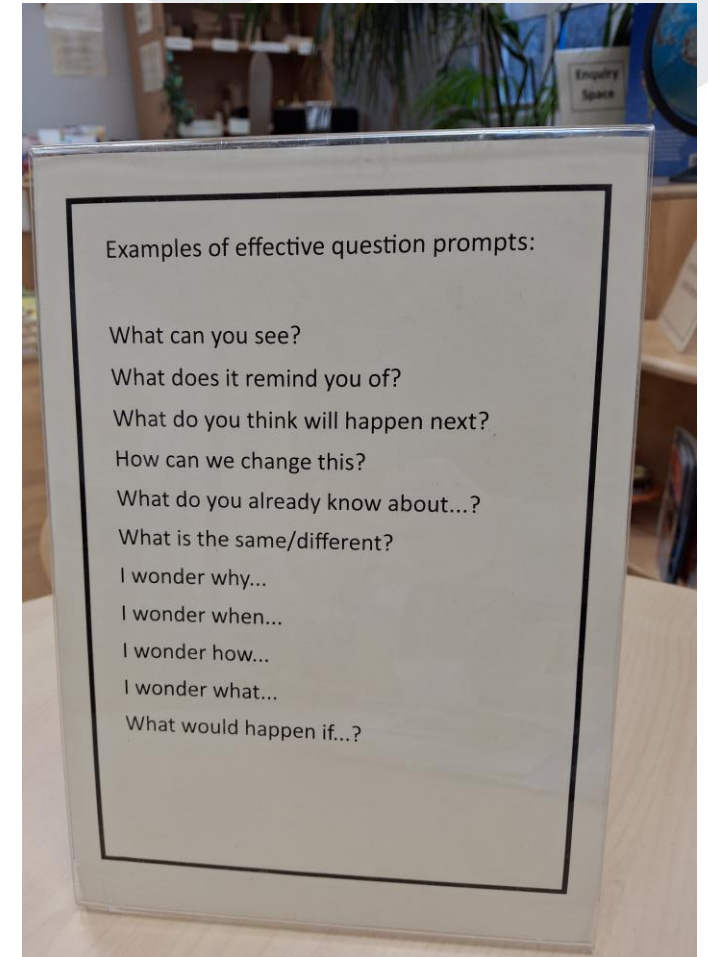 Enquiry
Space
Examples of effective question prompts:
What can you see?
What does it remind you of?
What do you think will happen next?
How can we change this?
What do you already know about...?
What is the same/different?
I wonder why...
I wonder when...
I wonder how...
I wonder what...
What would happen if...?